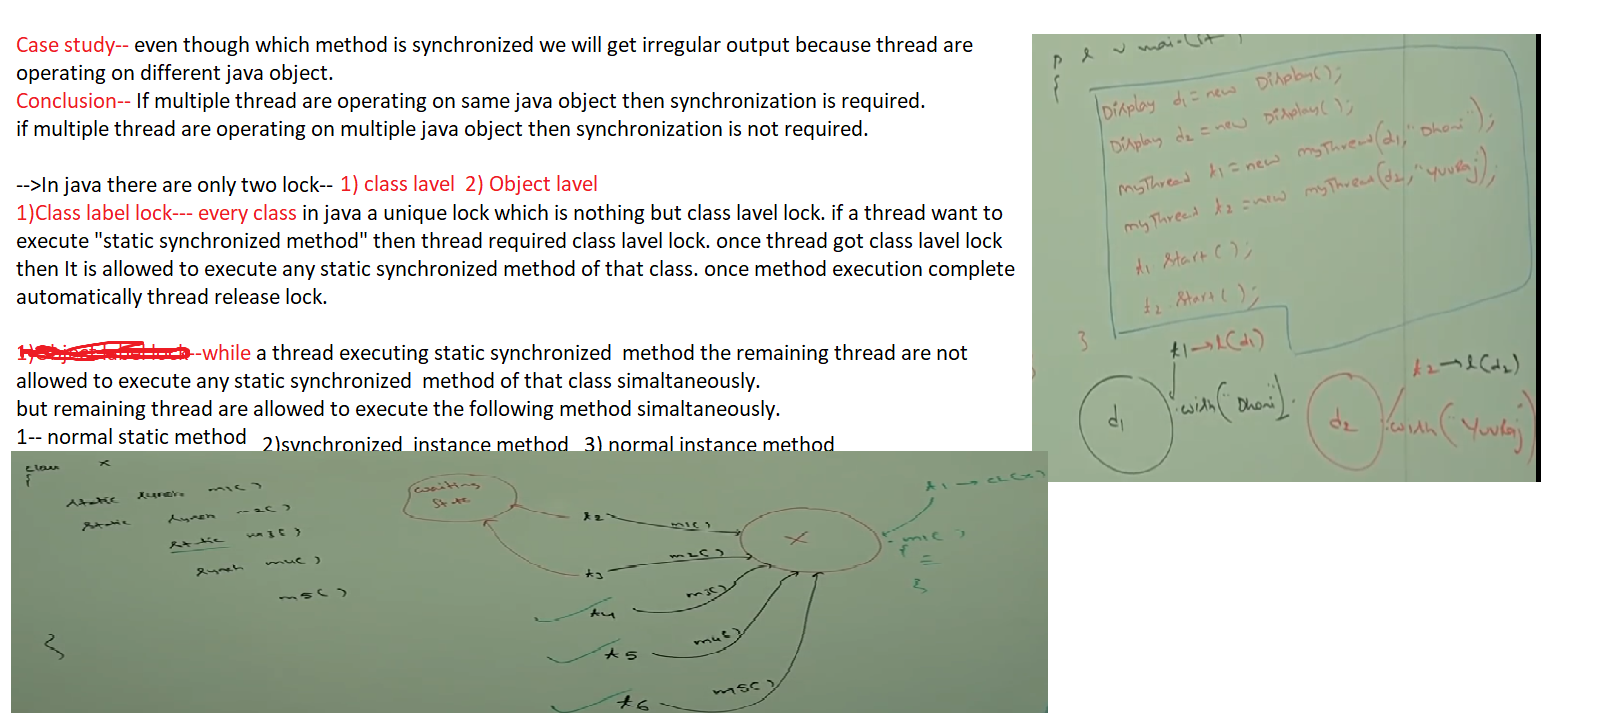 Case study-- even though which method is synchronized we will get irregular output because thread are
operating on different java object.
Conclusion-- If multiple thread are operating on same java object then synchronization is required.
if multiple thread are operating on multiple java object then synchronization is not required.
-->In java there are only two lock-- 1) class lavel 2) Object lavel
1)Class label lock--- every class in java a unique lock which is nothing but class lavel lock. if a thread want to
execute "static synchronized method" then thread required class lavel lock. once thread got class lavel lock
then It is allowed to execute any static synchronized method of that class. once method execution complete
automatically thread release lock.
--while a thread executing static synchronized method the remaining thread are not
allowed to execute any static synchronized method of that class simaltaneously.
but remaining thread are allowed to execute the following method simaltaneously.
1-- normal static method 2)synchronized instance method 3) normal instance method
p s v main(
{
Display d1 = new Display();
Display d2 = new Display();
myThread t1 = new myThread(d1, "Dhoni");
myThread t2 = new myThread(d2, "yuvraj");
t1. Start();
t2. Start();
}
t1→l(d1)
t2→l(d2)
d1
.wish("Dhoni").
d2
.wish("Yuvraj
class X
{
static synch m1()
static synch m2()
static m3()
synch m4()
m5()
}
waiting
state
t2
m1()
t3
m2()
t4
m3()
t5
m4()
t6
m5()
X
t1 → cl(X)
m1()
{
=
}